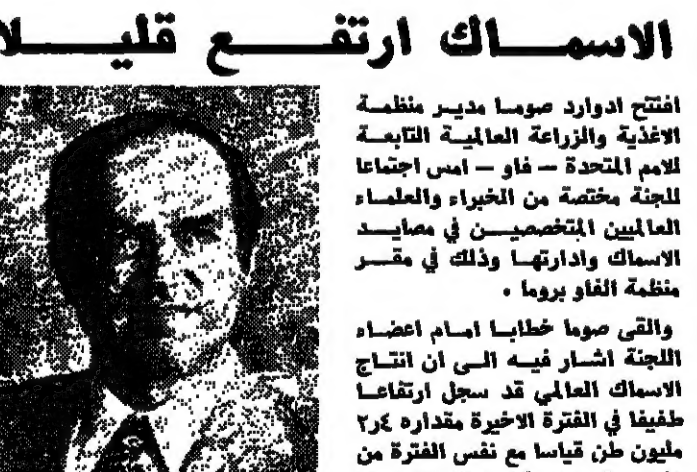 الاسماك ارتفع قليلا
افتتح ادوارد صوما مدير منظمة
الاغذية والزراعة العالمية التابعة
للامم المتحدة — فاو — امس اجتماعا
للجنة مختصة من الخبراء والعلماء
العالميين المتخصصين في مصايد
الاسماك وادارتها وذلك في مقر
منظمة الفاو بروما .
والقى صوما خطابا امام اعضاء
اللجنة اشار فيه الى ان انتاج
الاسماك العالمي قد سجل ارتفاعا
طفيفا في الفترة الاخيرة مقداره ٤ر٢
مليون طن قياسا مع نفس الفترة من